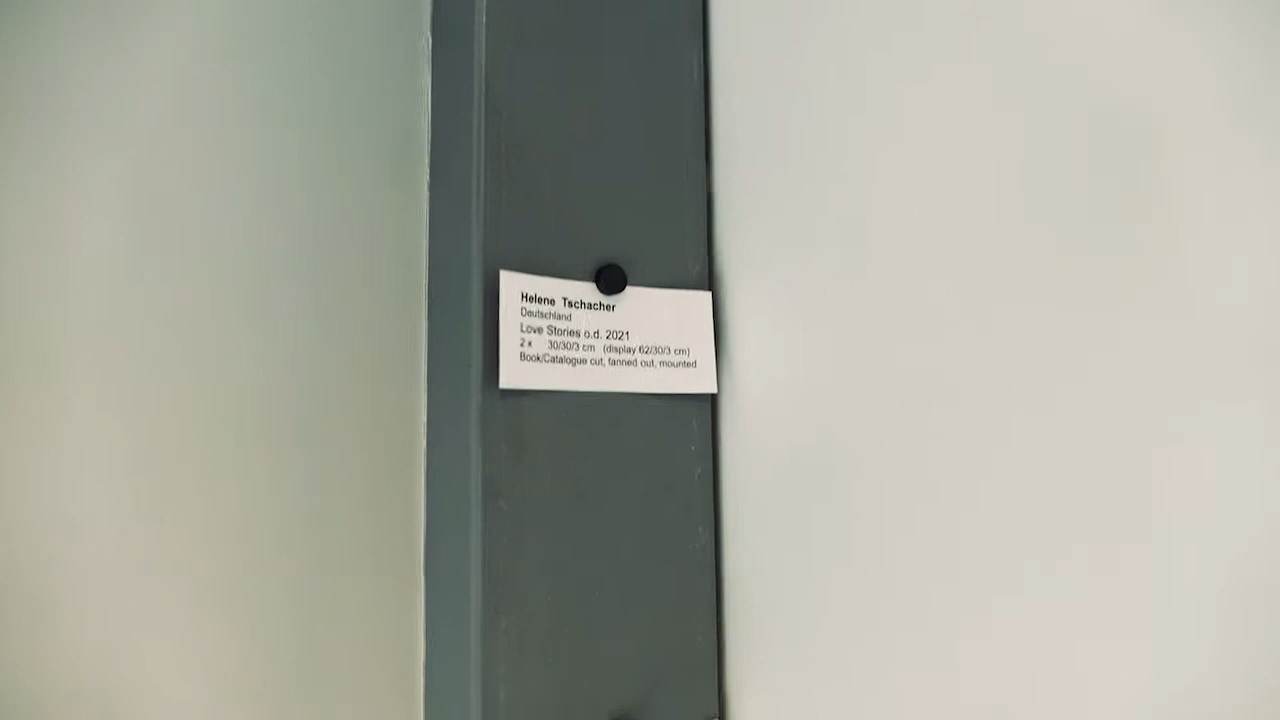 Helene Tschacher
Deutschland
Love Stories o.d. 2021
2 x 30/30/3 cm (display 62/30/3 cm)
Book/Catalogue cut, fanned out, mounted